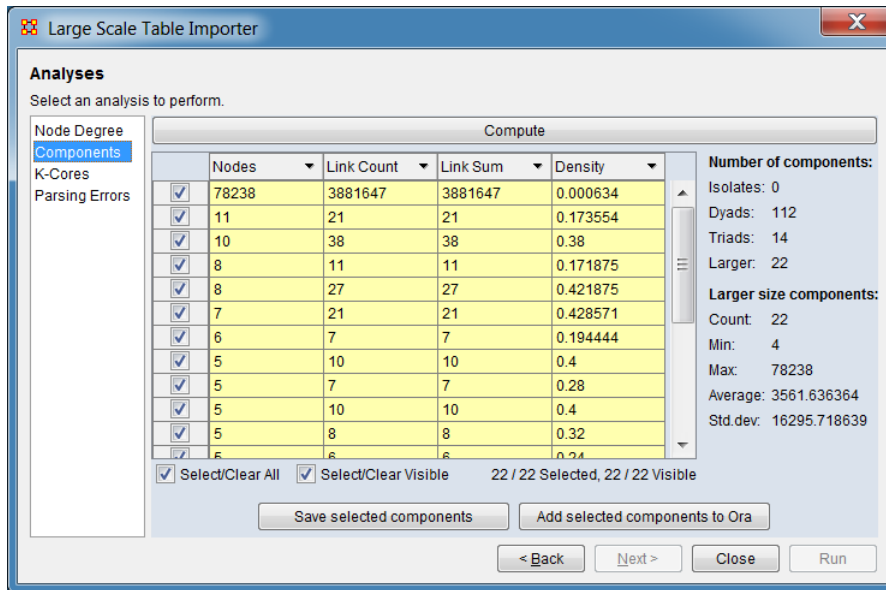 Large Scale Table Importer
Analyses
Select an analysis to perform.
Node Degree
Components
K-Cores
Parsing Errors
Compute
Nodes Link Count Link Sum Density
78238 3881647 3881647 0.000634
11 21 21 0.173554
10 38 38 0.38
8 11 11 0.171875
8 27 27 0.421875
7 21 21 0.428571
6 7 7 0.194444
5 10 10 0.4
5 7 7 0.28
5 10 10 0.4
5 8 8 0.32
5 6 6 0.24
Select/Clear All Select/Clear Visible 22 / 22 Selected, 22 / 22 Visible
Save selected components Add selected components to Ora
Number of components:
Isolates: 0
Dyads: 112
Triads: 14
Larger: 22
Larger size components:
Count: 22
Min: 4
Max: 78238
Average: 3561.636364
Std.dev: 16295.718639
< Back Next > Close Run